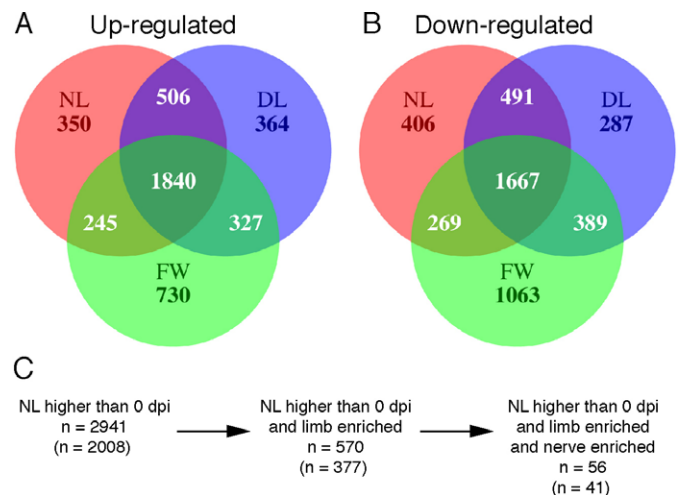 A Up-regulated
NL
350
506
DL
364
1840
245
327
FW
730
B Down-regulated
NL
406
491
DL
287
1667
269
389
FW
1063
C
NL higher than 0 dpi
n = 2941
(n = 2008)
NL higher than 0 dpi
and limb enriched
n = 570
(n = 377)
NL higher than 0 dpi
and limb enriched
and nerve enriched
n = 56
(n = 41)